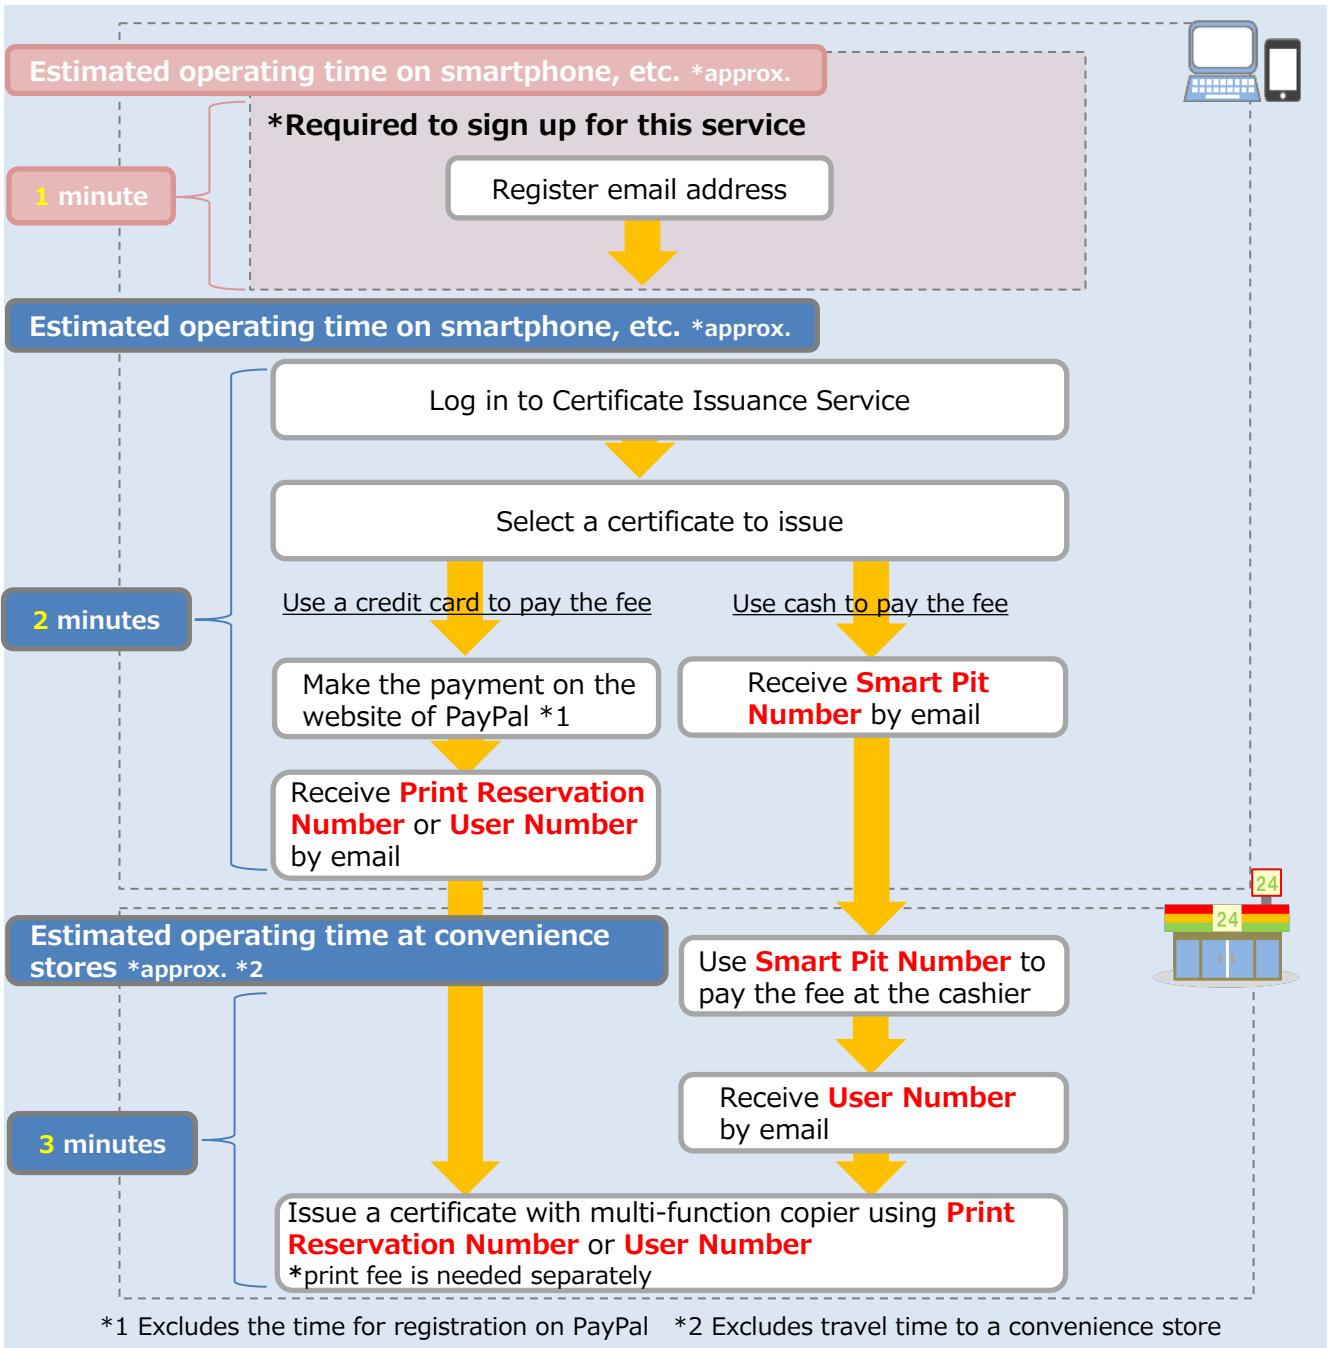 Estimated operating time on smartphone, etc. *approx.
*Required to sign up for this service
1 minute
Register email address
Estimated operating time on smartphone, etc. *approx.
Log in to Certificate Issuance Service
Select a certificate to issue
2 minutes
Use a credit card to pay the fee
Use cash to pay the fee
Make the payment on the
website of PayPal *1
Receive Smart Pit
Number by email
Receive Print Reservation
Number or User Number
by email
24
24
Estimated operating time at convenience
stores *approx. *2
Use Smart Pit Number to
pay the fee at the cashier
Receive User Number
by email
3 minutes
Issue a certificate with multi-function copier using Print
Reservation Number or User Number
*print fee is needed separately
*1 Excludes the time for registration on PayPal *2 Excludes travel time to a convenience store